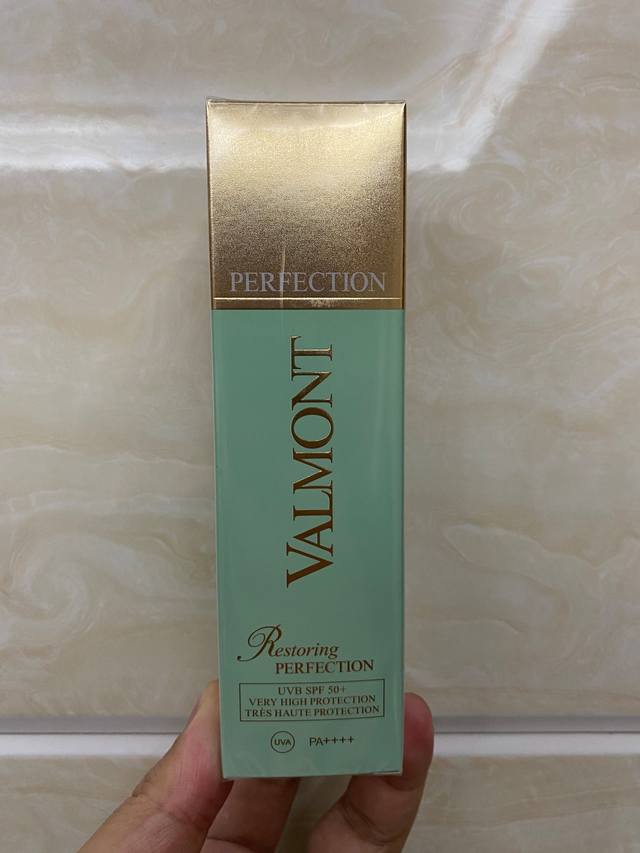 PERFECTION
VALMONT
Restoring
PERFECTION
UVB SPF 50+
VERY HIGH PROTECTION
TRÈS HAUTE PROTECTION
UVA PA++++